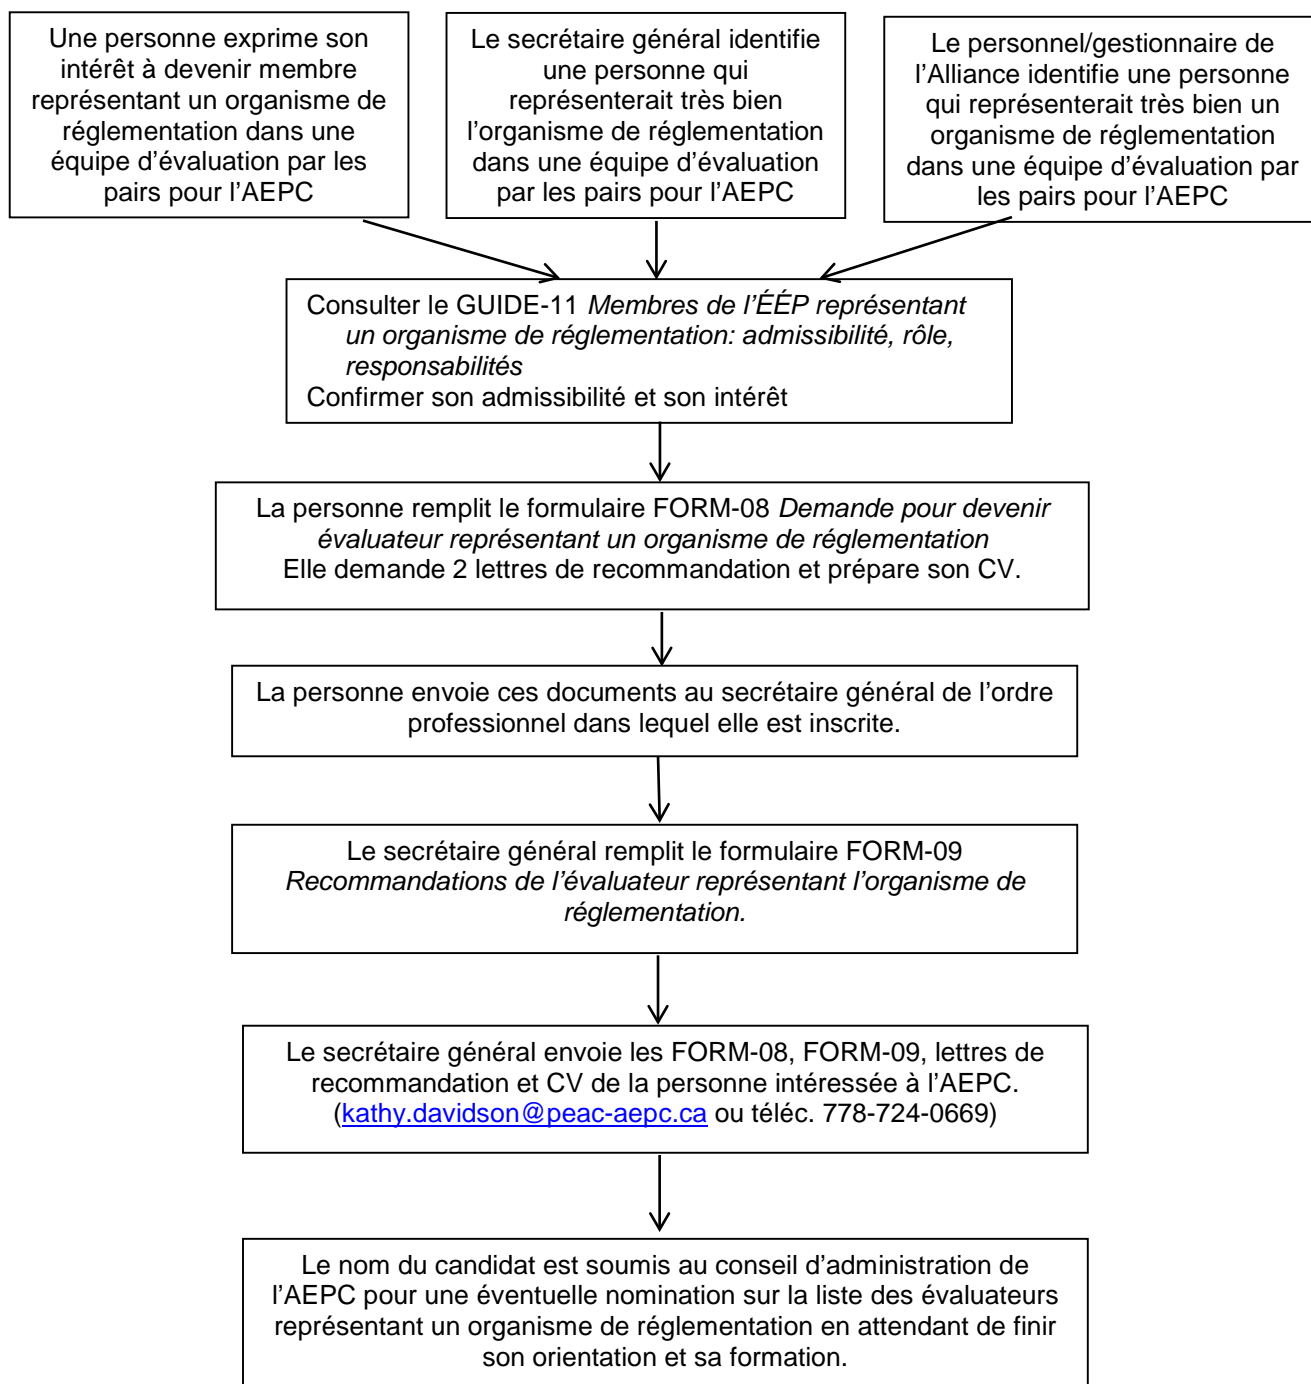 Une personne exprime son
intérêt à devenir membre
représentant un organisme de
réglementation dans une
équipe d’évaluation par les
pairs pour l’AEPC
Le secrétaire général identifie
une personne qui
représenterait très bien
l’organisme de réglementation
dans une équipe d’évaluation
par les pairs pour l’AEPC
Le personnel/gestionnaire de
l’Alliance identifie une personne
qui représenterait très bien un
organisme de réglementation
dans une équipe d’évaluation par
les pairs pour l’AEPC
Consulter le GUIDE-11 Membres de l’ÉÉP représentant
un organisme de réglementation: admissibilité, rôle,
responsabilités
Confirmer son admissibilité et son intérêt
La personne remplit le formulaire FORM-08 Demande pour devenir
évaluateur représentant un organisme de réglementation
Elle demande 2 lettres de recommandation et prépare son CV.
La personne envoie ces documents au secrétaire général de l’ordre
professionnel dans lequel elle est inscrite.
Le secrétaire général remplit le formulaire FORM-09
Recommandations de l’évaluateur représentant l’organisme de
réglementation.
Le secrétaire général envoie les FORM-08, FORM-09, lettres de
recommandation et CV de la personne intéressée à l’AEPC.
(kathy.davidson@peac-aepc.ca ou téléc. 778-724-0669)
Le nom du candidat est soumis au conseil d’administration de
l’AEPC pour une éventuelle nomination sur la liste des évaluateurs
représentant un organisme de réglementation en attendant de finir
son orientation et sa formation.